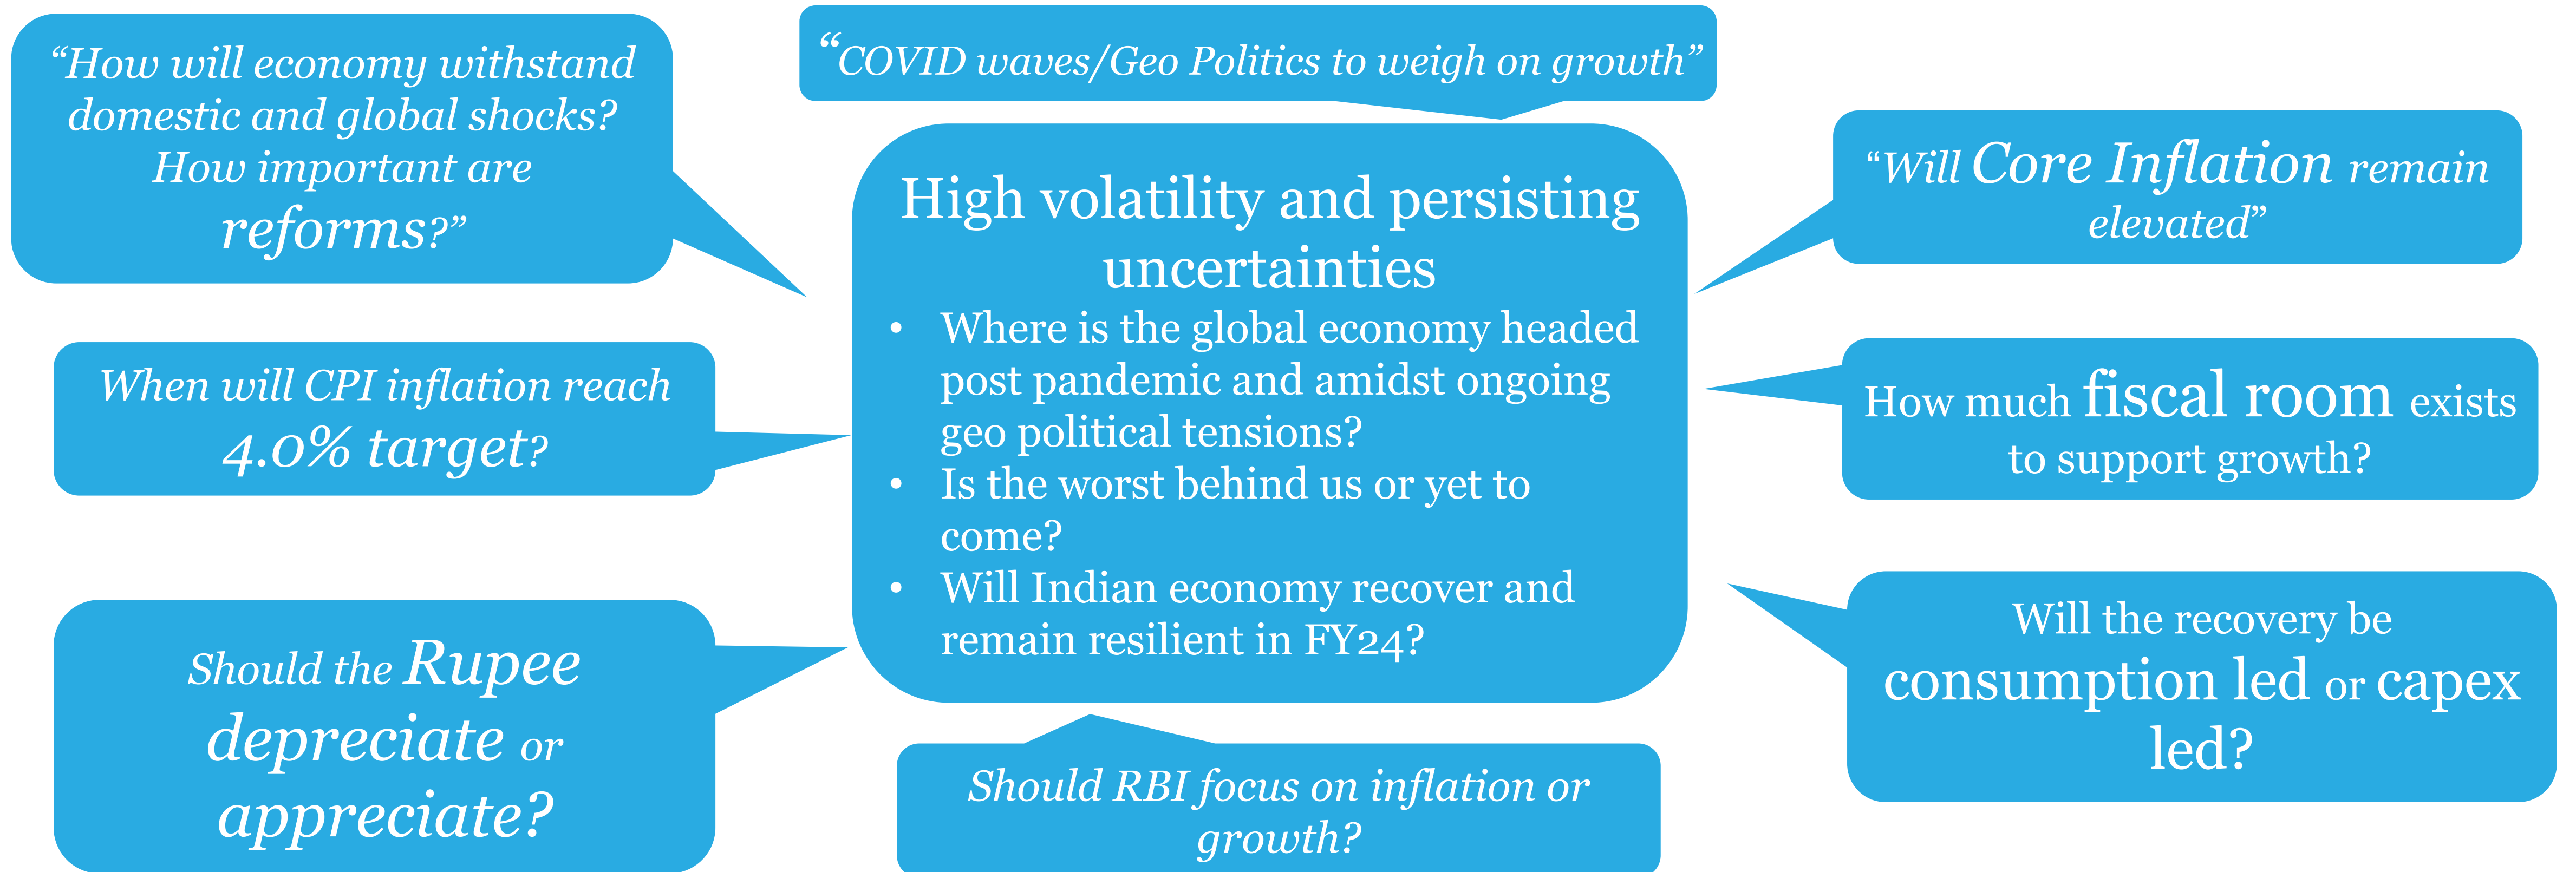 “How will economy withstand
domestic and global shocks?
How important are
reforms?”
“COVID waves/Geo Politics to weigh on growth”
“Will Core Inflation remain
elevated”
When will CPI inflation reach
4.0% target?
High volatility and persisting
uncertainties
• Where is the global economy headed
post pandemic and amidst ongoing
geo political tensions?
• Is the worst behind us or yet to
come?
• Will Indian economy recover and
remain resilient in FY24?
How much fiscal room exists
to support growth?
Should the Rupee
depreciate or
appreciate?
Should RBI focus on inflation or
growth?
Will the recovery be
consumption led or capex
led?